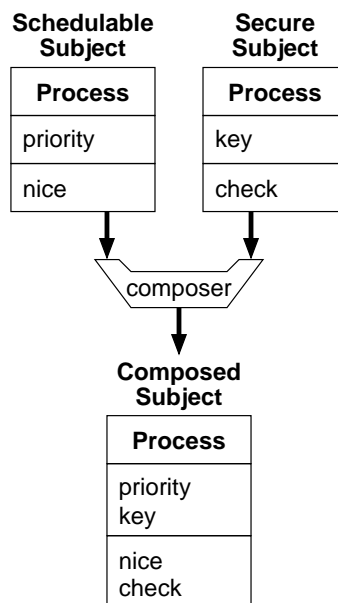 Schedulable
Subject
Process
priority
nice
Secure
Subject
Process
key
check
composer
Composed
Subject
Process
priority
key
nice
check